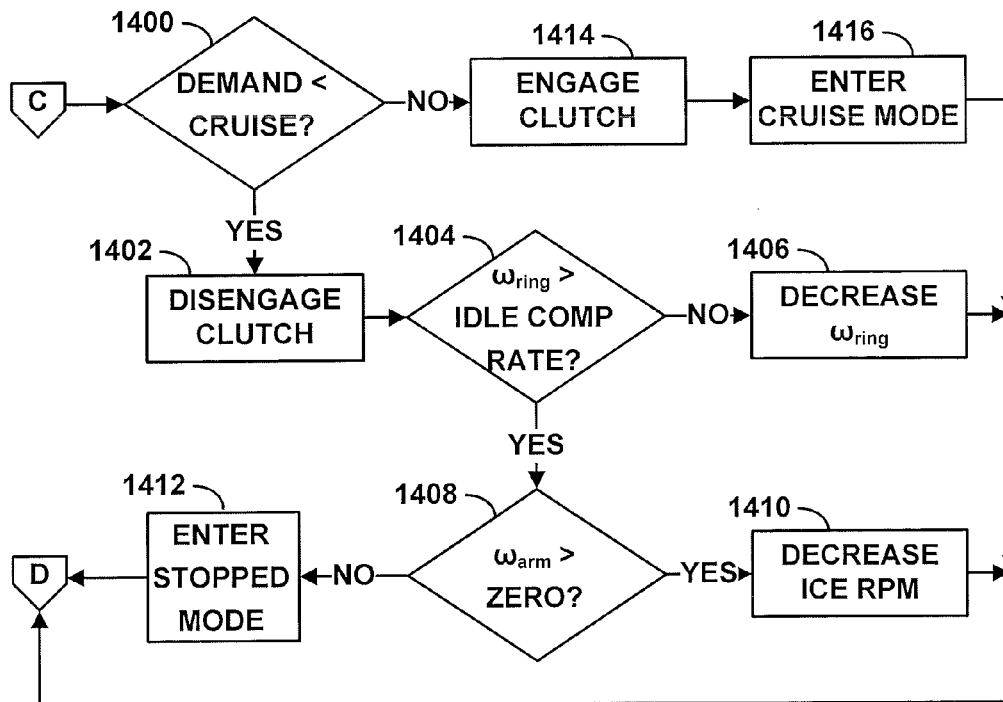 1400
C
DEMAND <
CRUISE?
NO
1414
ENGAGE
CLUTCH
1416
ENTER
CRUISE MODE
YES
1402
DISENGAGE
CLUTCH
1404
ωring >
IDLE COMP
RATE?
NO
1406
DECREASE
ωring
YES
1408
ωarm >
ZERO?
YES
1410
DECREASE
ICE RPM
NO
1412
ENTER
STOPPED
MODE
D